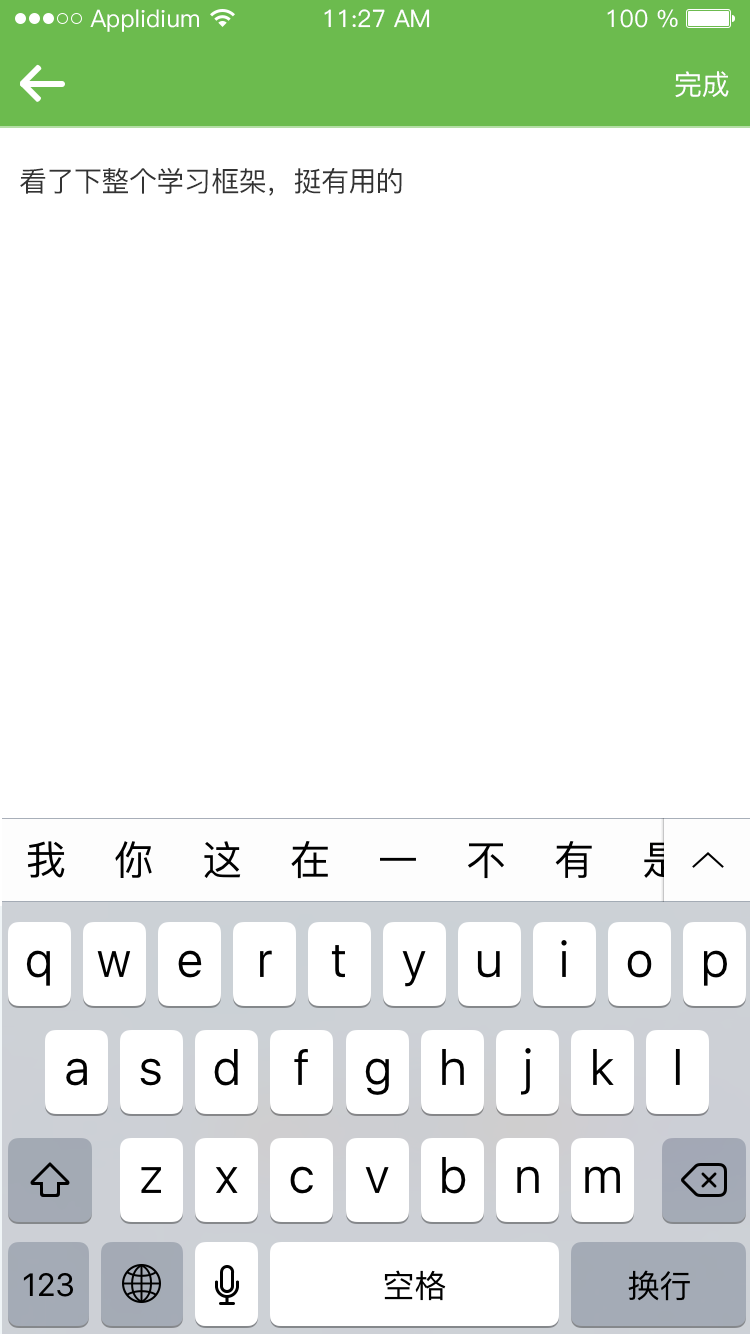 Applidium 11:27 AM 100 %
完成
看了下整个学习框架，挺有用的
我 你 这 在 一 不 有 是
q w e r t y u i o p
a s d f g h j k l
z x c v b n m
123 空格 换行